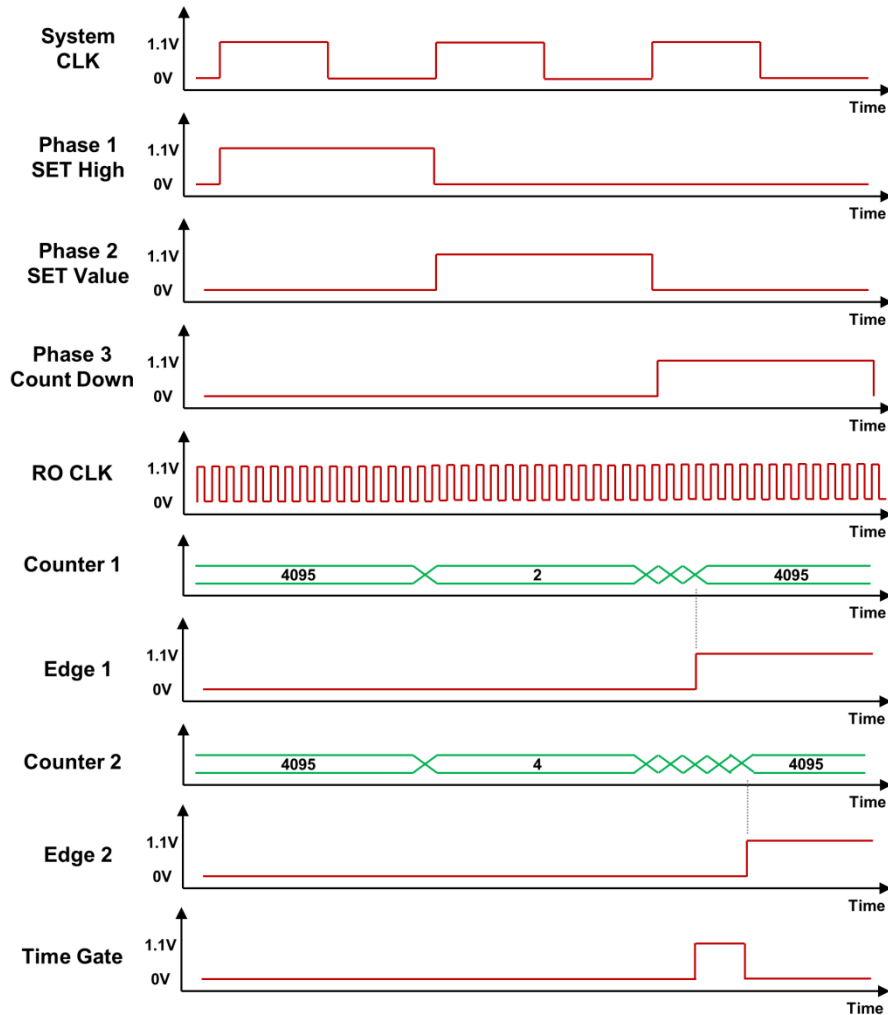 System
CLK
1.1V
0V
Time
Phase 1
SET High
1.1V
0V
Time
Phase 2
SET Value
1.1V
0V
Time
Phase 3
Count Down
1.1V
0V
Time
RO CLK
1.1V
0V
Time
Counter 1
4095
2
4095
Time
Edge 1
1.1V
0V
Time
Counter 2
4095
4
4095
Time
Edge 2
1.1V
0V
Time
Time Gate
1.1V
0V
Time